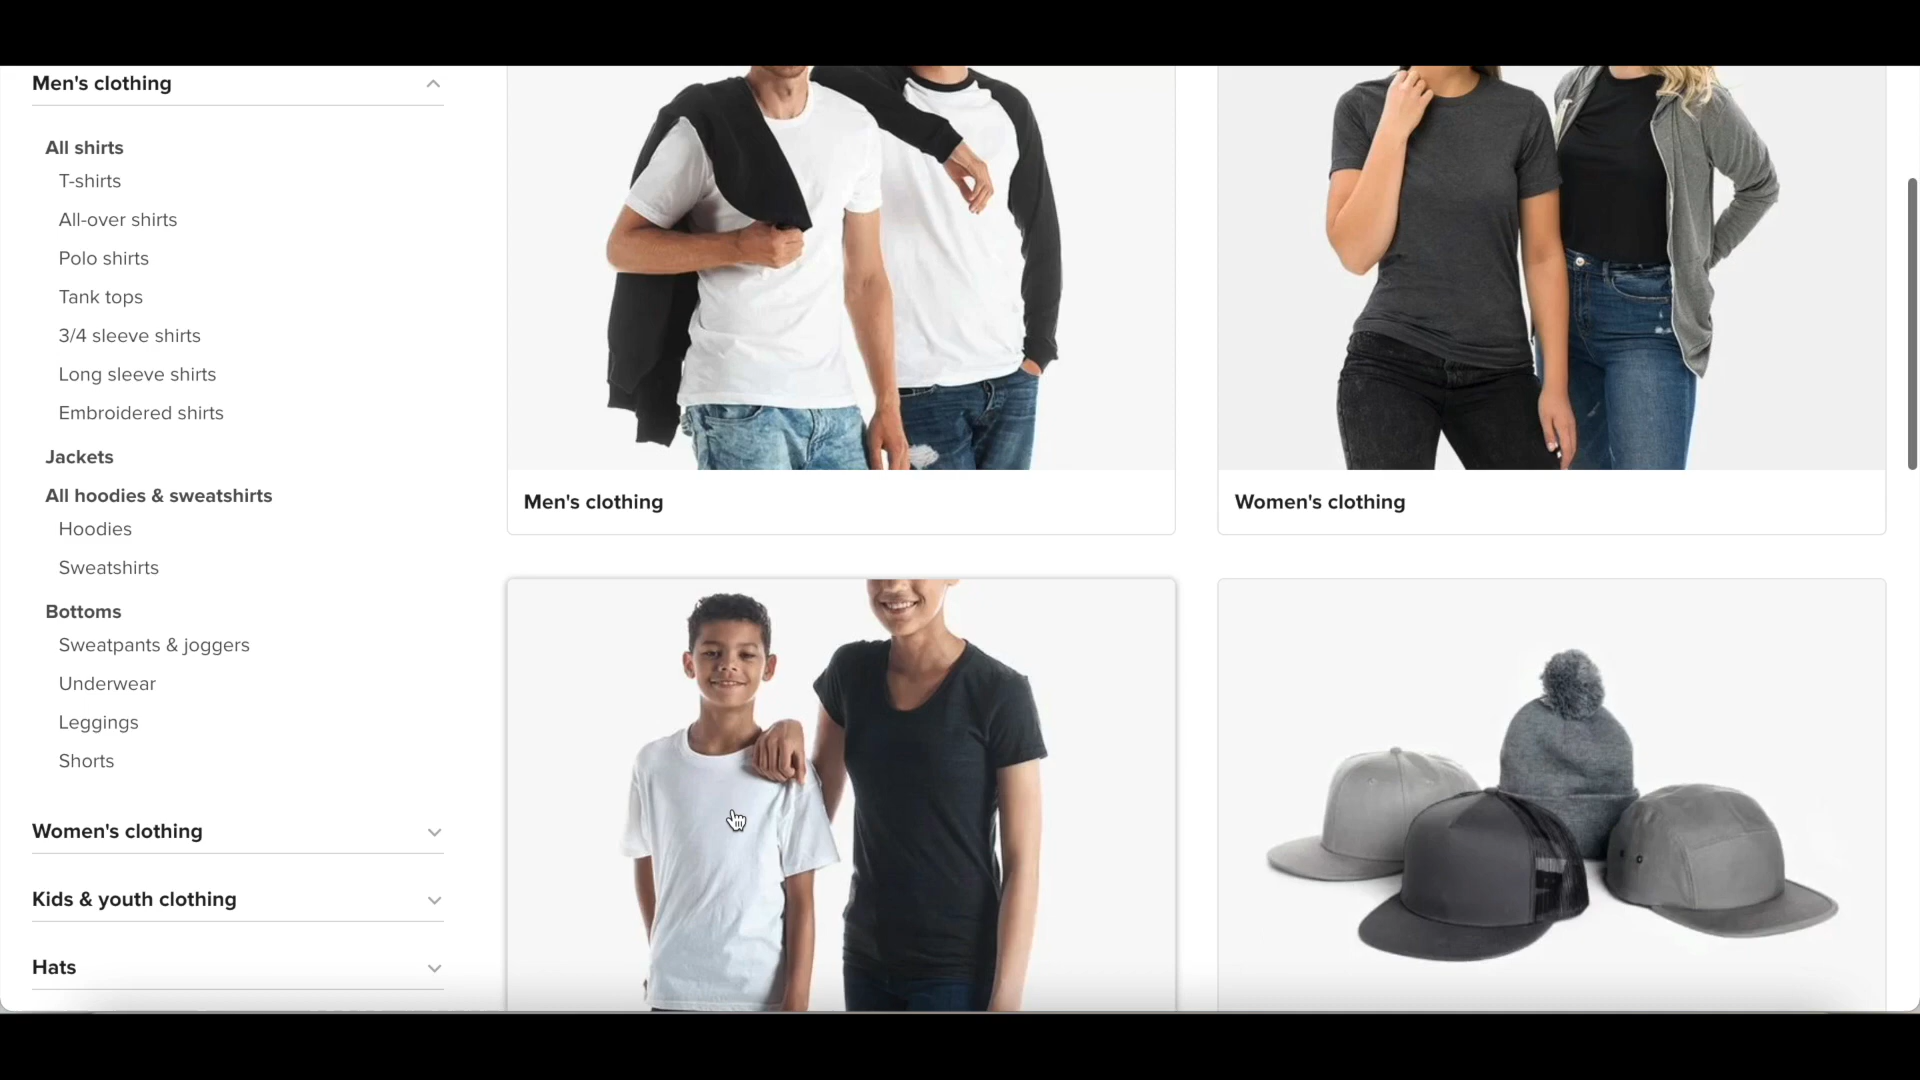 Men's clothing
All shirts
T-shirts
All-over shirts
Polo shirts
Tank tops
3/4 sleeve shirts
Long sleeve shirts
Embroidered shirts
Jackets
All hoodies & sweatshirts
Hoodies
Sweatshirts
Bottoms
Sweatpants & joggers
Underwear
Leggings
Shorts
Women's clothing
Kids & youth clothing
Hats
Men's clothing
Women's clothing